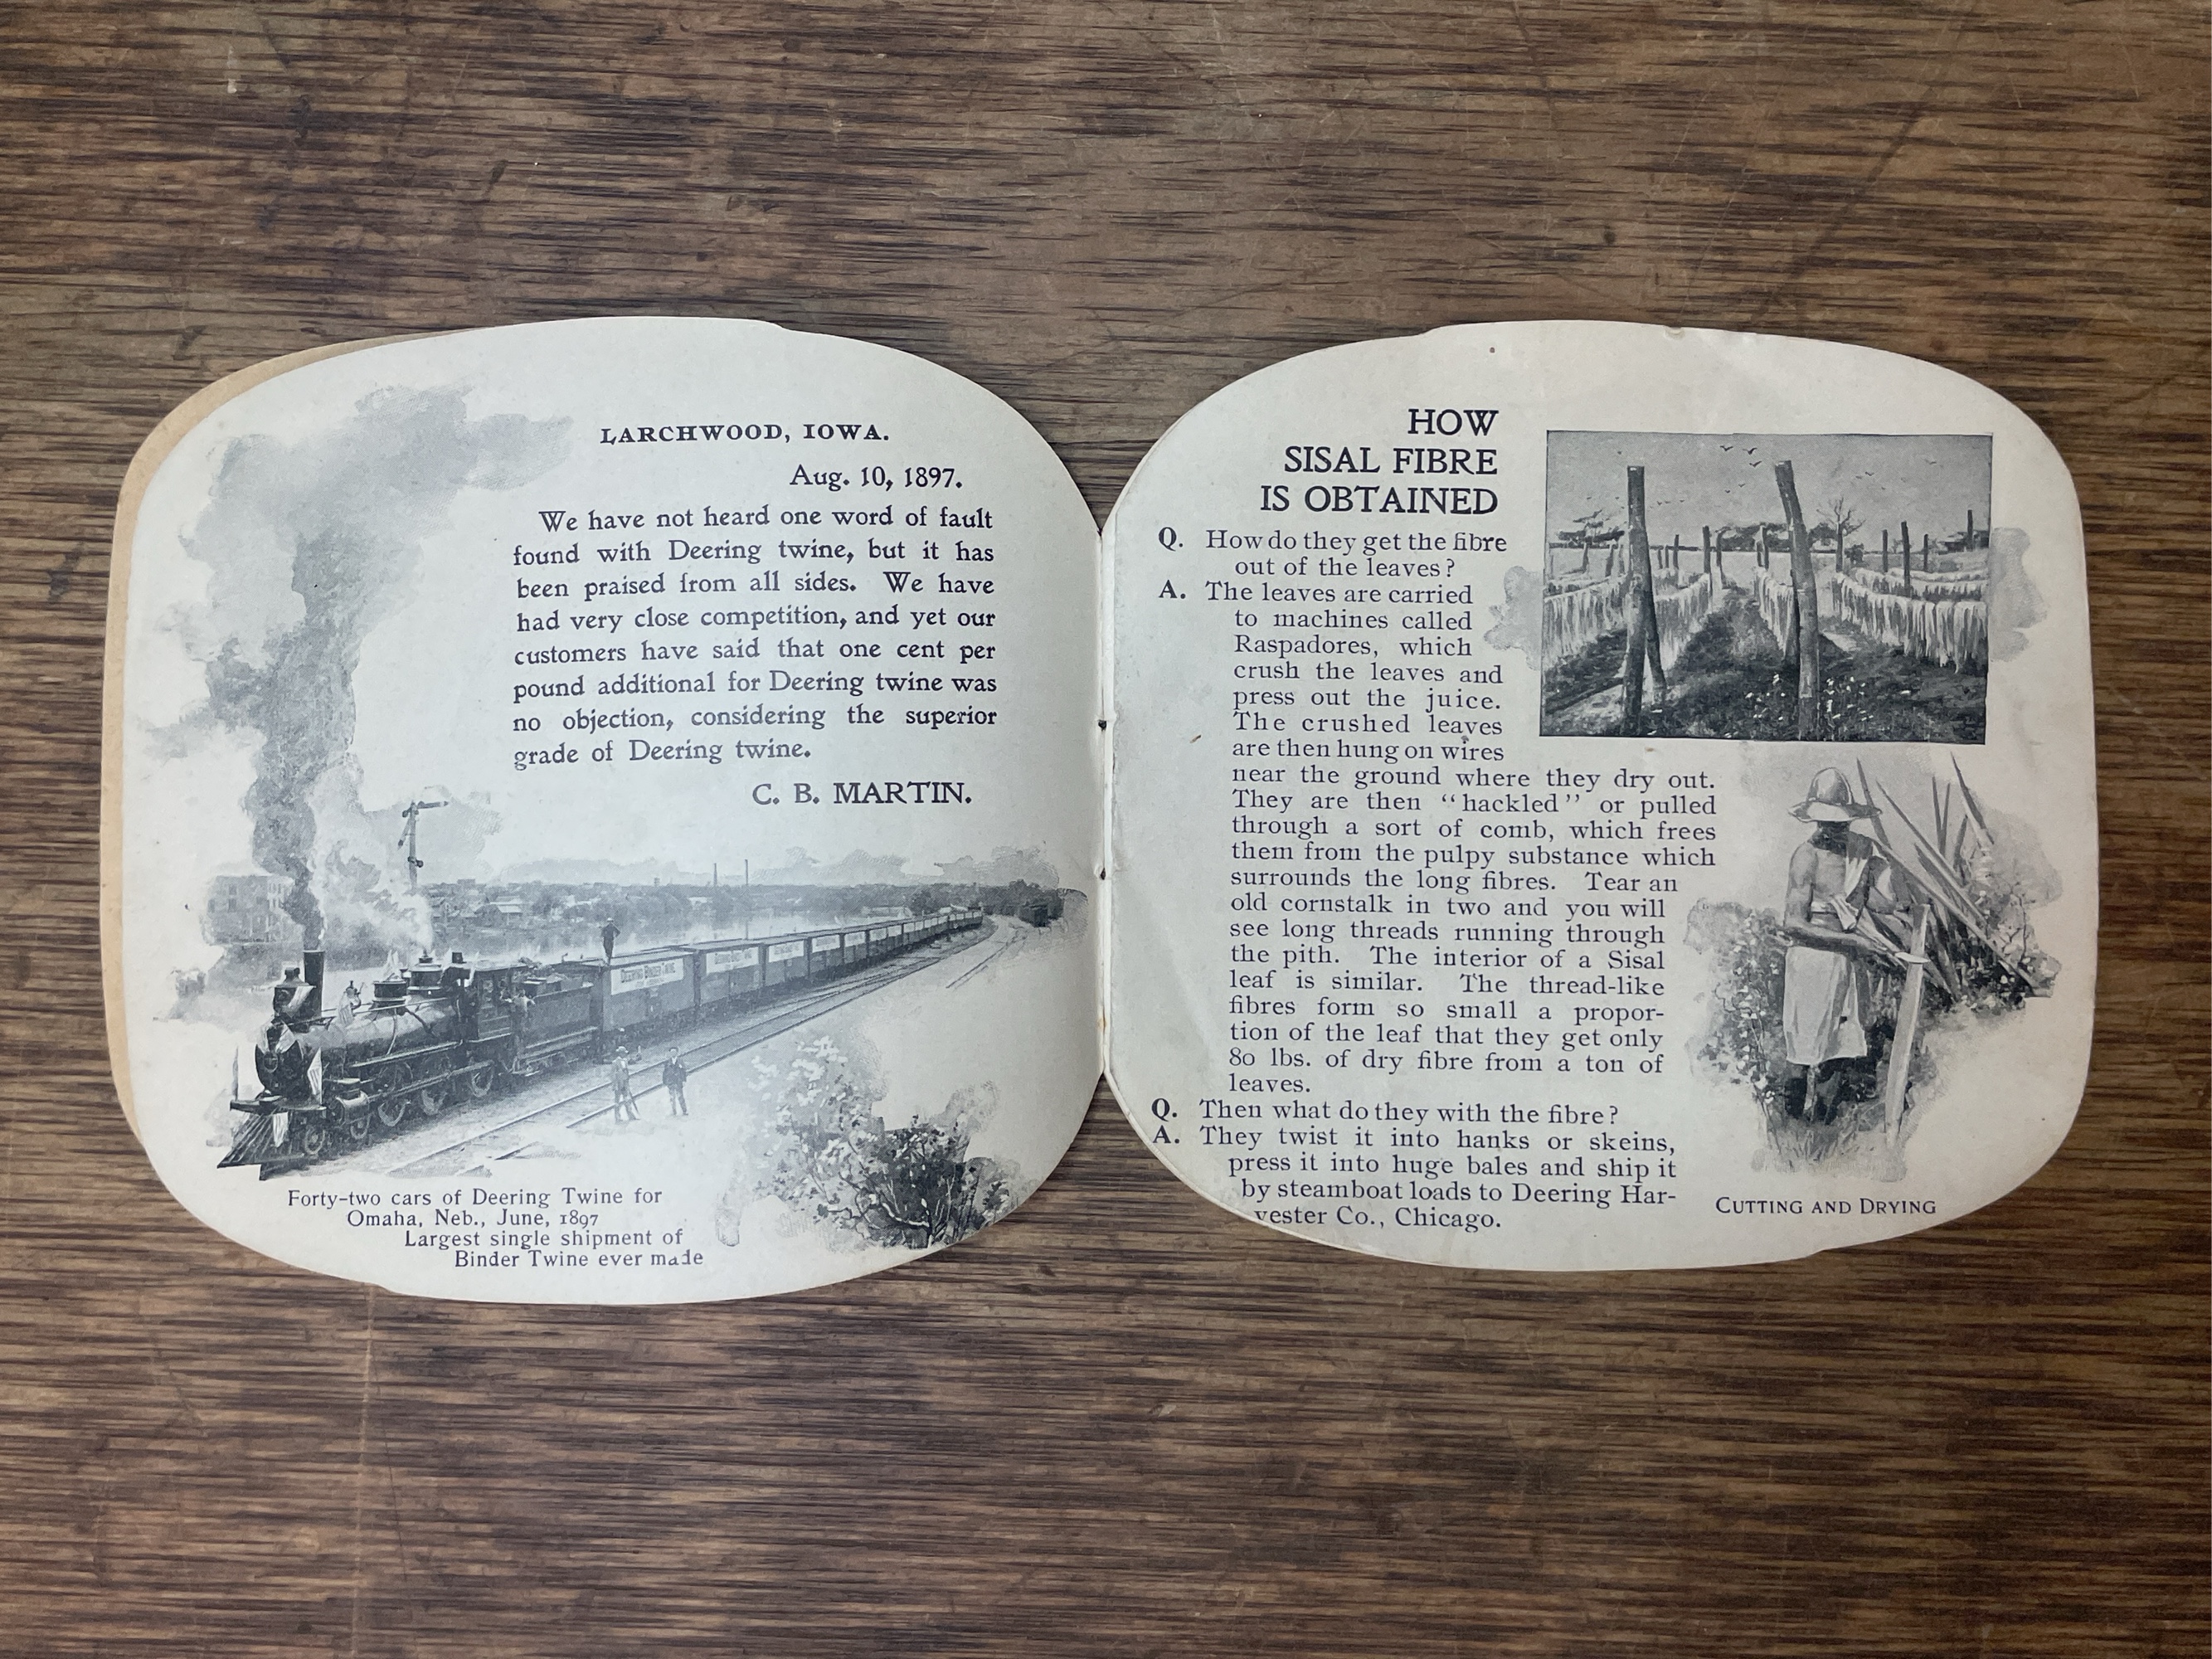 LARCHWOOD, IOWA.
Aug. 10, 1897.
We have not heard one word of fault
found with Deering twine, but it has
been praised from all sides. We have
had very close competition, and yet our
customers have said that one cent per
pound additional for Deering twine was
no objection, considering the superior
grade of Deering twine.
C. B. MARTIN.
DEERING BINDER TWINE
Forty-two cars of Deering Twine for
Omaha, Neb., June, 1897
Largest single shipment of
Binder Twine ever made
HOW
SISAL FIBRE
IS OBTAINED
Q. How do they get the fibre
out of the leaves?
A. The leaves are carried
to machines called
Raspadores, which
crush the leaves and
press out the juice.
The crushed leaves
are then hung on wires
near the ground where they dry out.
They are then "hackled" or pulled
through a sort of comb, which frees
them from the pulpy substance which
surrounds the long fibres. Tear an
old cornstalk in two and you will
see long threads running through
the pith. The interior of a Sisal
leaf is similar. The thread-like
fibres form so small a propor-
tion of the leaf that they get only
80 lbs. of dry fibre from a ton of
leaves.
Q. Then what do they with the fibre?
A. They twist it into hanks or skeins,
press it into huge bales and ship it
by steamboat loads to Deering Har-
vester Co., Chicago.
CUTTING AND DRYING